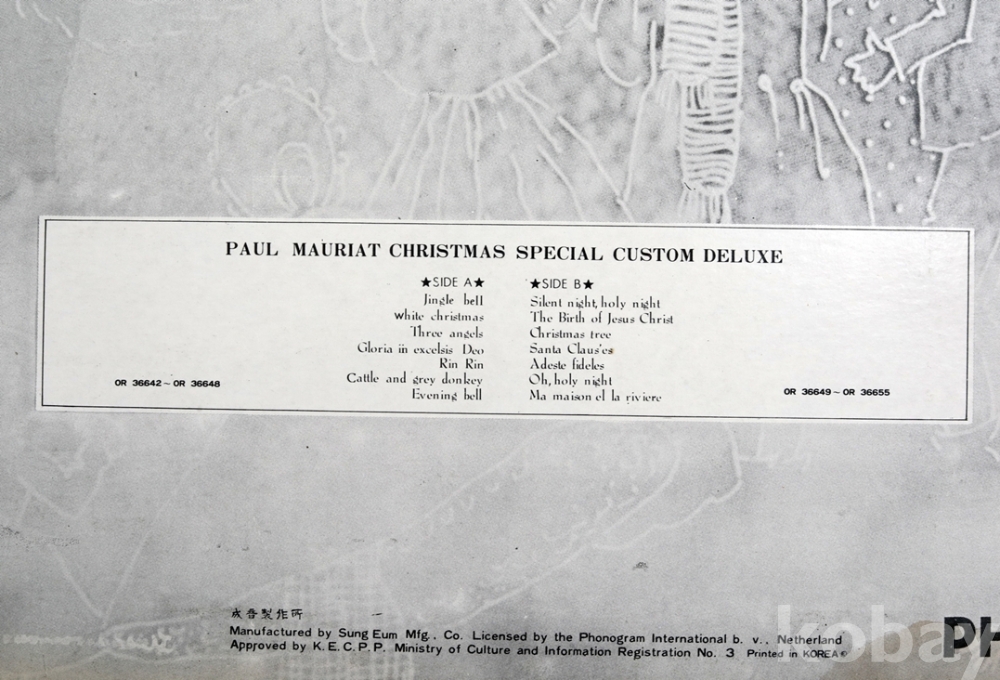 PAUL MAURIAT CHRISTMAS SPECIAL CUSTOM DELUXE
★SIDE A★
Jingle bell
white christmas
Three angels
Gloria in excelsis Deo
Rin Rin
Cattle and grey donkey
Evening bell
OR 36642~OR 36648
★SIDE B★
Silent night, holy night
The Birth of Jesus Christ
Christmas tree
Santa Claus'es
Adeste fideles
Oh, holy night
Ma maison el la riviere
OR 36649~OR 36655
成音製作所
Manufactured by Sung Eum Mfg. Co. Licensed by the Phonogram International b. v., Netherland
Approved by K.E.C.P.P. Ministry of Culture and Information Registration No. 3 Printed in KOREA©
PH
kobay